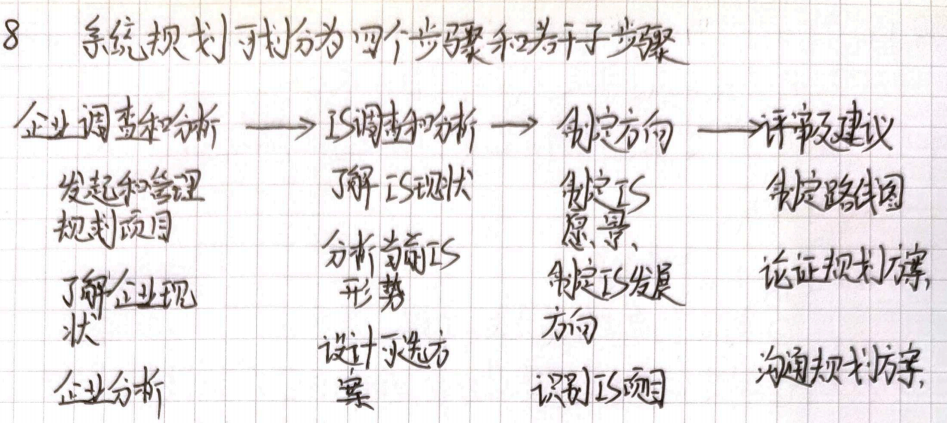 8 系统规划可划分为四个步骤和若干子步骤
企业调查和分析 → IS调查和分析 → 制定方向 → 评审及建议
发起和管理
规划项目
了解企业现
状
企业分析
了解IS现状
分析当前IS
形势
设计可选方
案
制定IS
愿景
制定IS发展
方向
识别IS项目
制定路线图
论证规划方案
沟通规划方案